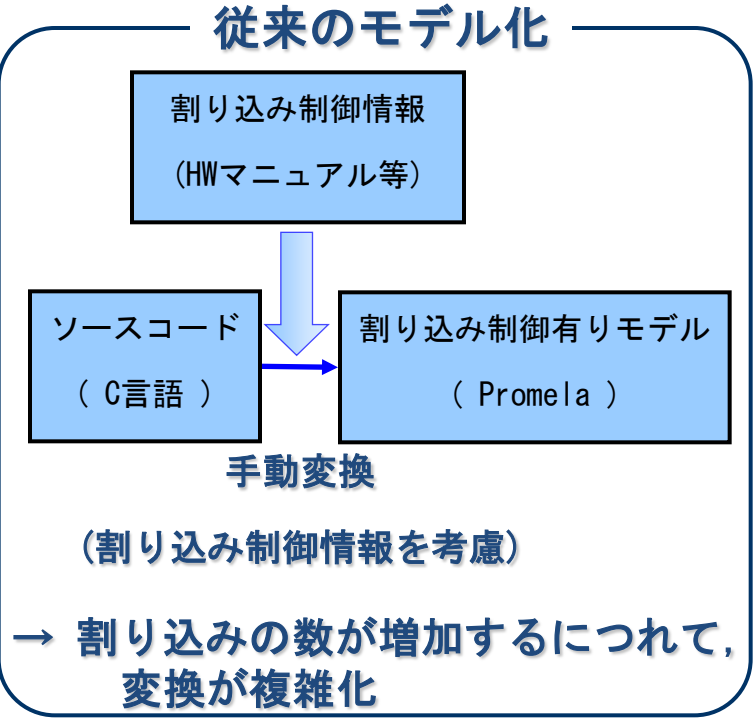 従来のモデル化
割り込み制御情報
(HWマニュアル等)
ソースコード
( C言語 )
割り込み制御有りモデル
( Promela )
手動変換
(割り込み制御情報を考慮)
→ 割り込みの数が増加するにつれて,
変換が複雑化